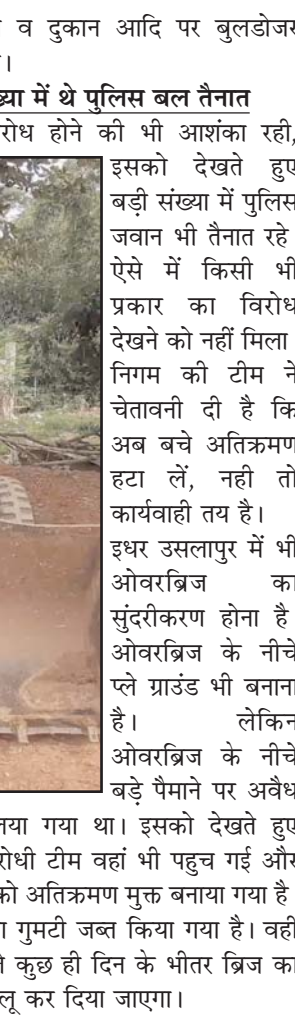 व दुकान आदि पर बुलडोजर
में थे पुलिस बल तैनात
होने की भी आशंका रही,
इसको देखते हुए
बड़ी संख्या में पुलिस
जवान भी तैनात रहे
ऐसे में किसी भी
प्रकार का विरोध
देखने को नहीं मिला
निगम की टीम ने
चेतावनी दी है कि
अब बचे अतिक्रमण
हटा लें, नही तो
कार्यवाही तय है।
इधर उसलापुर में भी
ओवरब्रिज का
सुंदरीकरण होना है
ओवरब्रिज के नीचे
प्ले ग्राउंड भी बनाना
है। लेकिन
ओवरब्रिज के नीचे
बड़े पैमाने पर अवैध
गया था। इसको देखते हुए
टीम वहां भी पहुच गई और
को अतिक्रमण मुक्त बनाया गया है
गुमटी जब्त किया गया है। वही
कुछ ही दिन के भीतर ब्रिज का
कर दिया जाएगा।